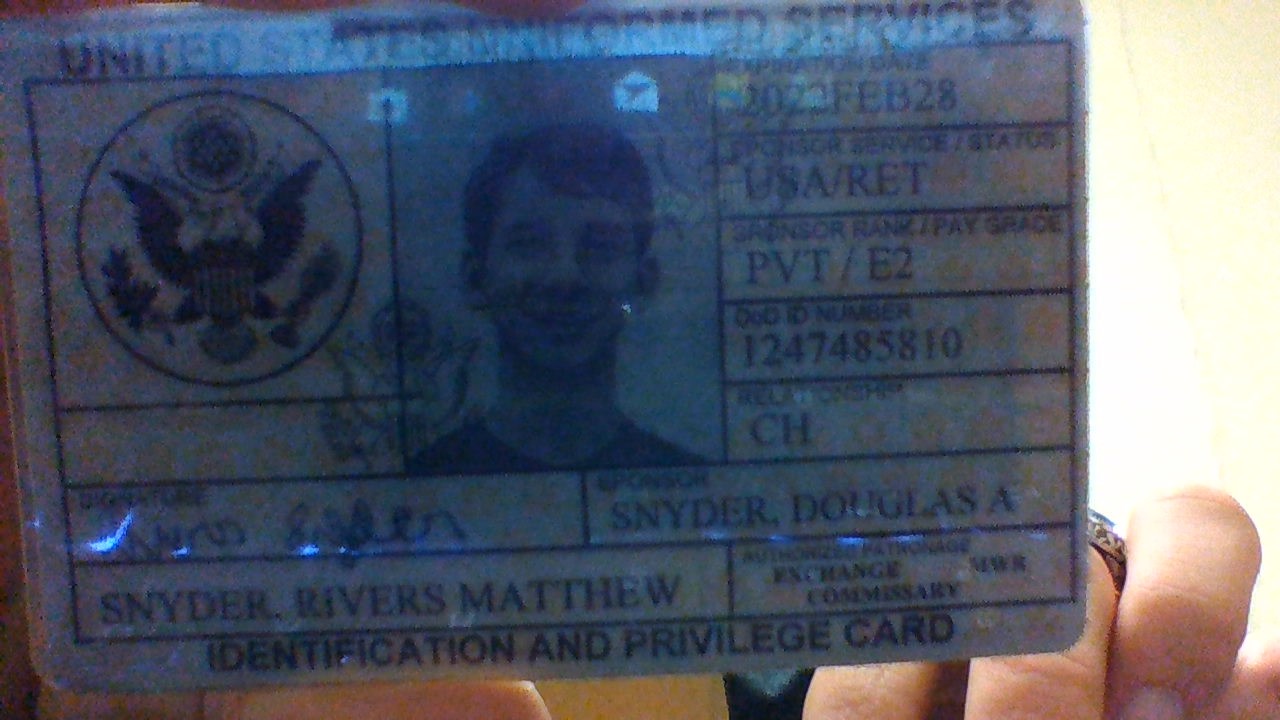 UNITED STATES UNIFORMED SERVICES
EXPIRATION DATE
2022FEB28
SPONSOR SERVICE / STATUS
USA/RET
SPONSOR RANK / PAY GRADE
PVT / E2
DoD ID NUMBER
1247485810
RELATIONSHIP
CH
SIGNATURE
SPONSOR
SNYDER, DOUGLAS A
SNYDER, RIVERS MATTHEW
AUTHORIZED PATRONAGE
EXCHANGE MWR
COMMISSARY
IDENTIFICATION AND PRIVILEGE CARD